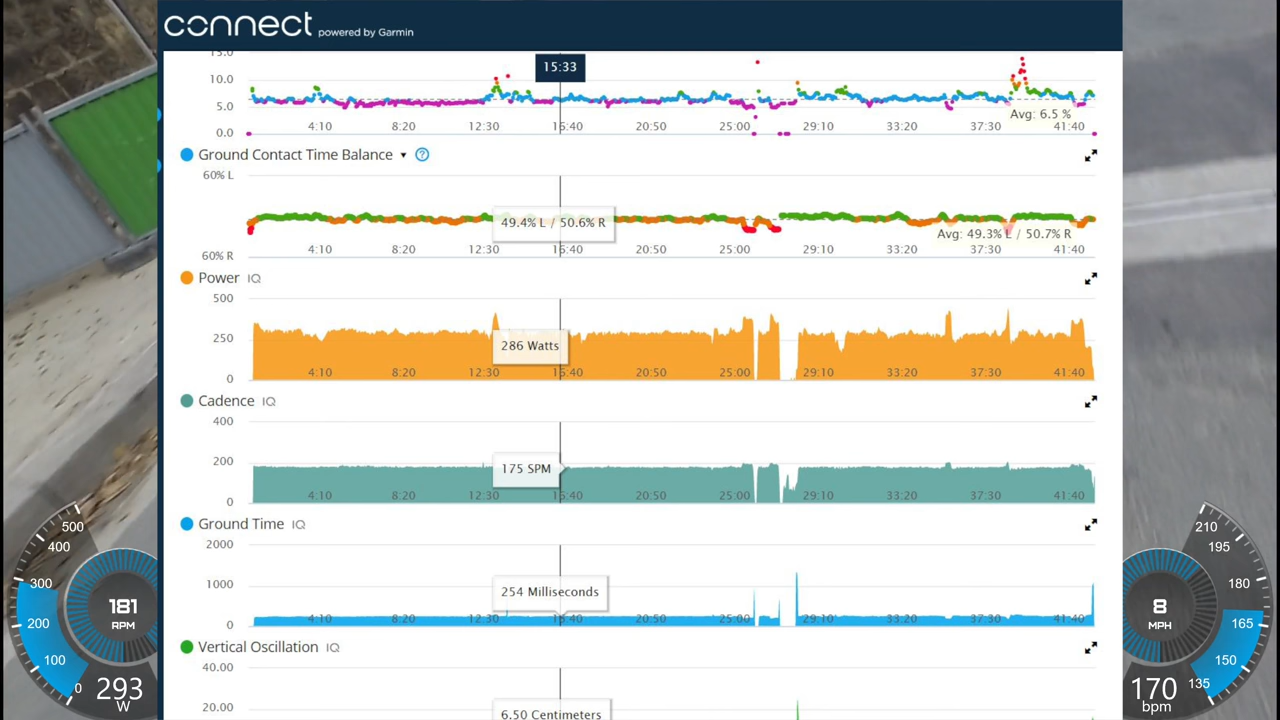 connect powered by Garmin
15.0
15:33
10.0
5.0
Avg: 6.5 %
0.0
4:10 8:20 12:30 15:40 20:50 25:00 29:10 33:20 37:30 41:40
Ground Contact Time Balance ?
60% L
49.4% L / 50.6% R
Avg: 49.3% L / 50.7% R
4:10 8:20 12:30 15:40 20:50 25:00 29:10 33:20 37:30 41:40
60% R
Power IQ
500
250
286 Watts
0
4:10 8:20 12:30 15:40 20:50 25:00 29:10 33:20 37:30 41:40
Cadence IQ
400
200
175 SPM
0
4:10 8:20 12:30 15:40 20:50 25:00 29:10 33:20 37:30 41:40
Ground Time IQ
2000
1000
254 Milliseconds
0
4:10 8:20 12:30 15:40 20:50 25:00 29:10 33:20 37:30 41:40
Vertical Oscillation IQ
40.00
20.00
6.50 Centimeters
500
400
300
200
100
0
181
RPM
293
W
210
195
180
165
150
135
8
MPH
170
bpm